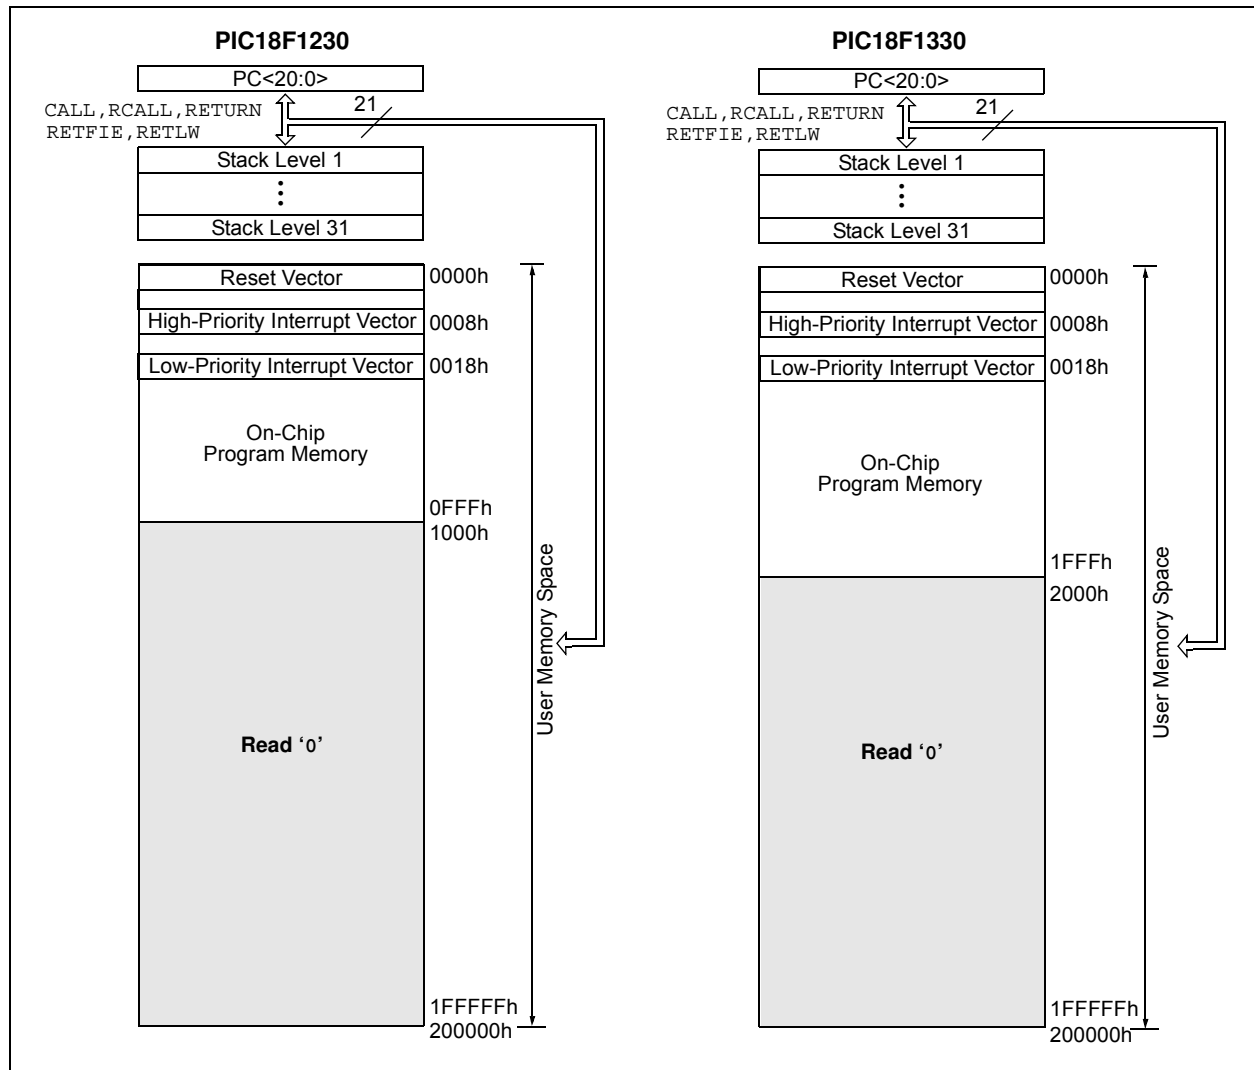 PIC18F1230
PC<20:0>
CALL,RCALL,RETURN
RETFIE,RETLW
21
Stack Level 1
Stack Level 31
Reset Vector
0000h
High-Priority Interrupt Vector
0008h
Low-Priority Interrupt Vector
0018h
On-Chip
Program Memory
0FFFh
1000h
User Memory Space
Read ‘0’
1FFFFFh
200000h
PIC18F1330
PC<20:0>
CALL,RCALL,RETURN
RETFIE,RETLW
21
Stack Level 1
Stack Level 31
Reset Vector
0000h
High-Priority Interrupt Vector
0008h
Low-Priority Interrupt Vector
0018h
On-Chip
Program Memory
1FFFh
2000h
User Memory Space
Read ‘0’
1FFFFFh
200000h